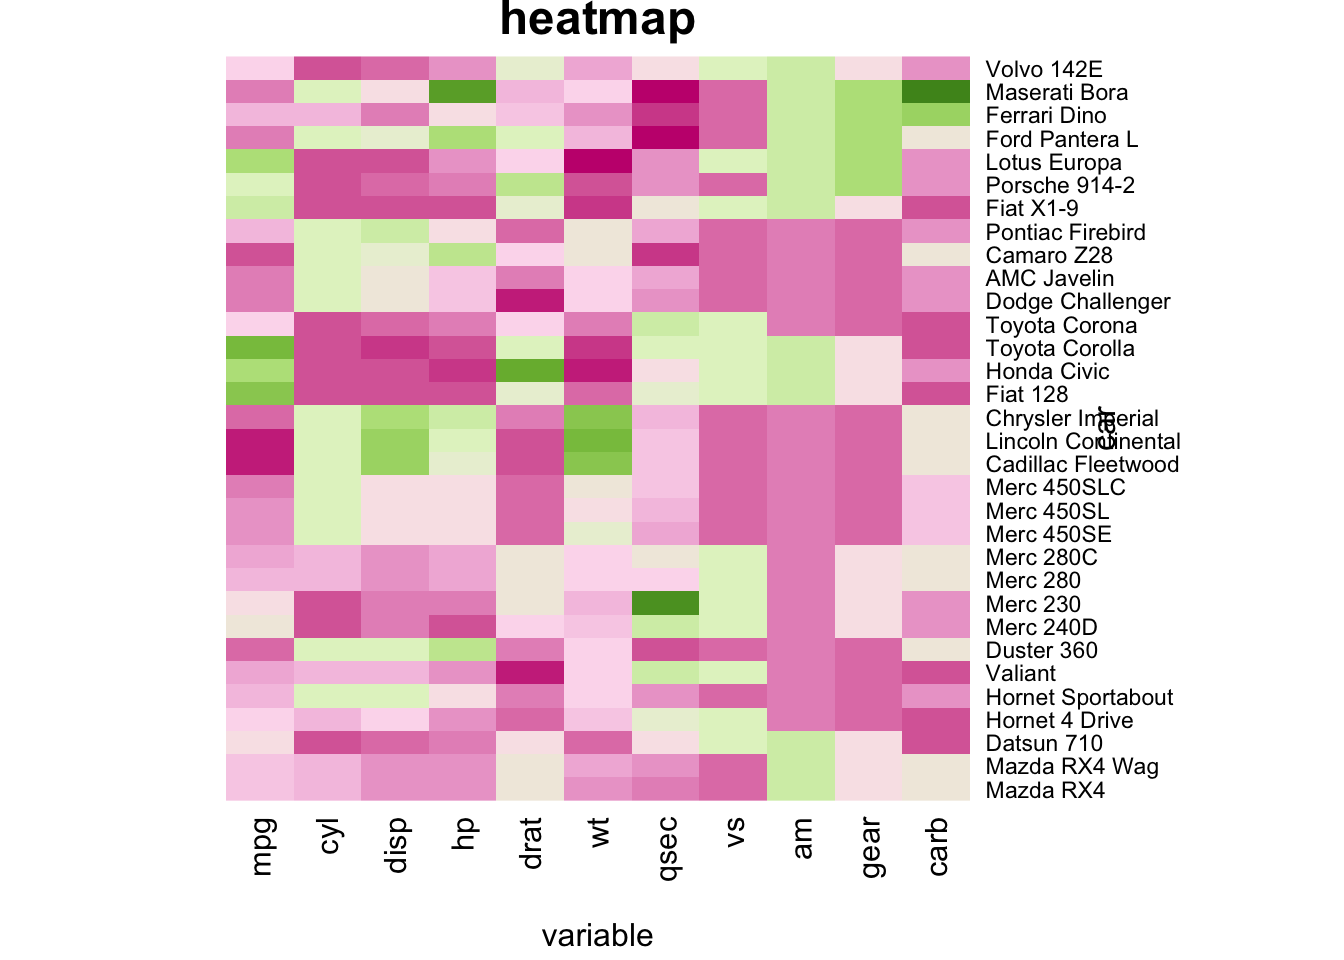 heatmap
Volvo 142E
Maserati Bora
Ferrari Dino
Ford Pantera L
Lotus Europa
Porsche 914-2
Fiat X1-9
Pontiac Firebird
Camaro Z28
AMC Javelin
Dodge Challenger
Toyota Corona
Toyota Corolla
Honda Civic
Fiat 128
Chrysler Imperial
Lincoln Continental
Cadillac Fleetwood
Merc 450SLC
Merc 450SL
Merc 450SE
Merc 280C
Merc 280
Merc 230
Merc 240D
Duster 360
Valiant
Hornet Sportabout
Hornet 4 Drive
Datsun 710
Mazda RX4 Wag
Mazda RX4
car
mpg cyl disp hp drat wt qsec vs am gear carb
variable